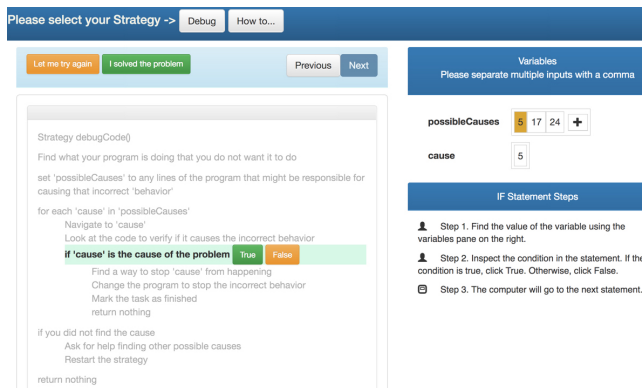 Please select your Strategy -> Debug How to...
Let me try again I solved the problem Previous Next
Strategy debugCode()
Find what your program is doing that you do not want it to do
set 'possibleCauses' to any lines of the program that might be responsible for
causing that incorrect 'behavior'
for each 'cause' in 'possibleCauses'
Navigate to 'cause'
Look at the code to verify if it causes the incorrect behavior
if 'cause' is the cause of the problem True False
Find a way to stop 'cause' from happening
Change the program to stop the incorrect behavior
Mark the task as finished
return nothing
if you did not find the cause
Ask for help finding other possible causes
Restart the strategy
return nothing
Variables
Please separate multiple inputs with a comma
possibleCauses 5 17 24 +
cause 5
IF Statement Steps
Step 1. Find the value of the variable using the
variables pane on the right.
Step 2. Inspect the condition in the statement. If the
condition is true, click True. Otherwise, click False.
Step 3. The computer will go to the next statement.